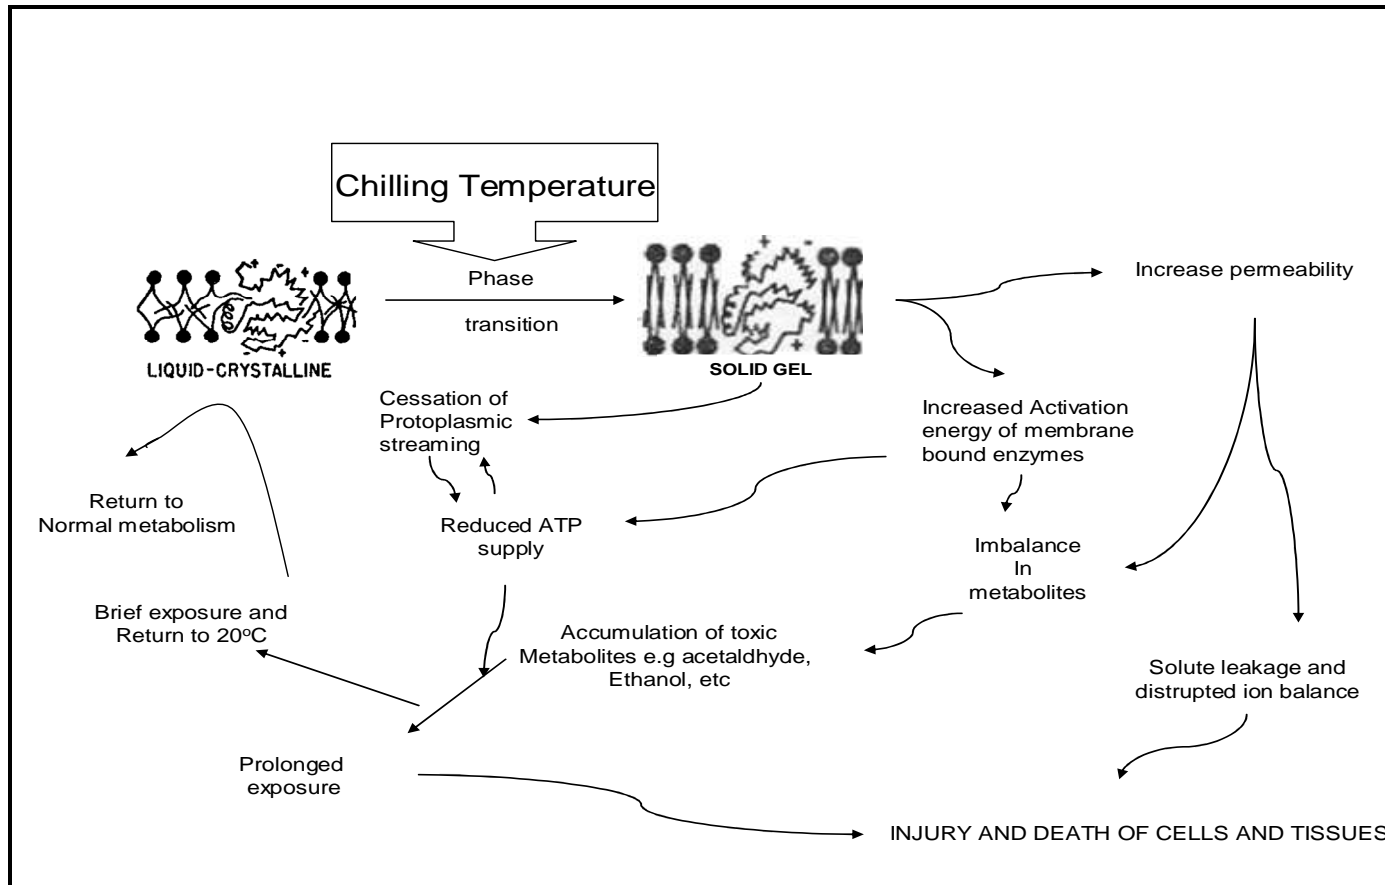 Chilling Temperature
Phase
transition
Increase permeability
LIQUID-CRYSTALLINE
SOLID GEL
Cessation of
Protoplasmic
streaming
Increased Activation
energy of membrane
bound enzymes
Return to
Normal metabolism
Reduced ATP
supply
Imbalance
In
metabolites
Brief exposure and
Return to 20°C
Accumulation of toxic
Metabolites e.g acetaldhyde,
Ethanol, etc
Solute leakage and
distrupted ion balance
Prolonged
exposure
INJURY AND DEATH OF CELLS AND TISSUES